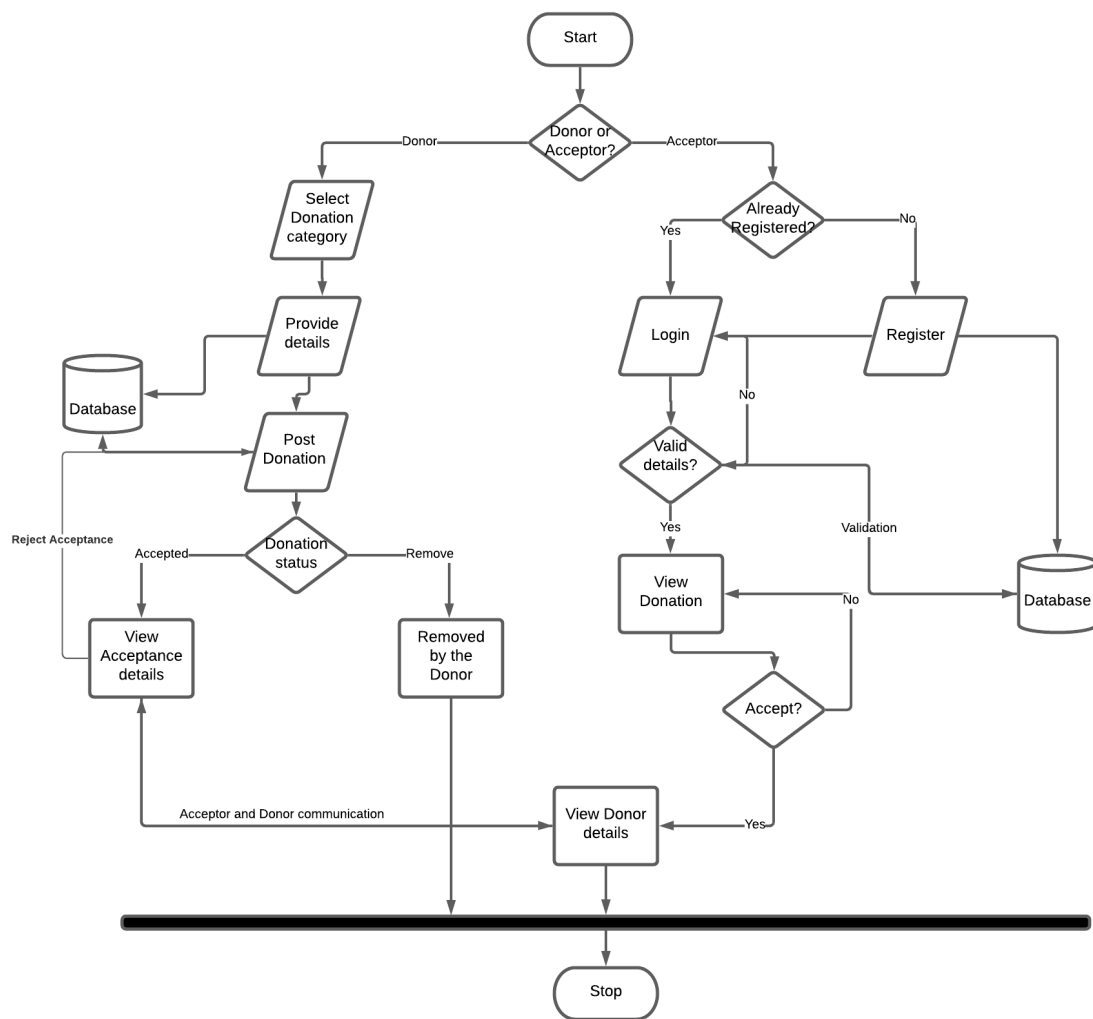 Start
Donor or
Acceptor?
Donor
Acceptor
Select
Donation
category
Already
Registered?
Yes
No
Provide
details
Login
Register
Database
No
Post
Donation
Valid
details?
Reject Acceptance
Accepted
Donation
status
Remove
Yes
Validation
View
Donation
No
Database
View
Acceptance
details
Removed
by the
Donor
Accept?
Acceptor and Donor communication
View Donor
details
Yes
Stop